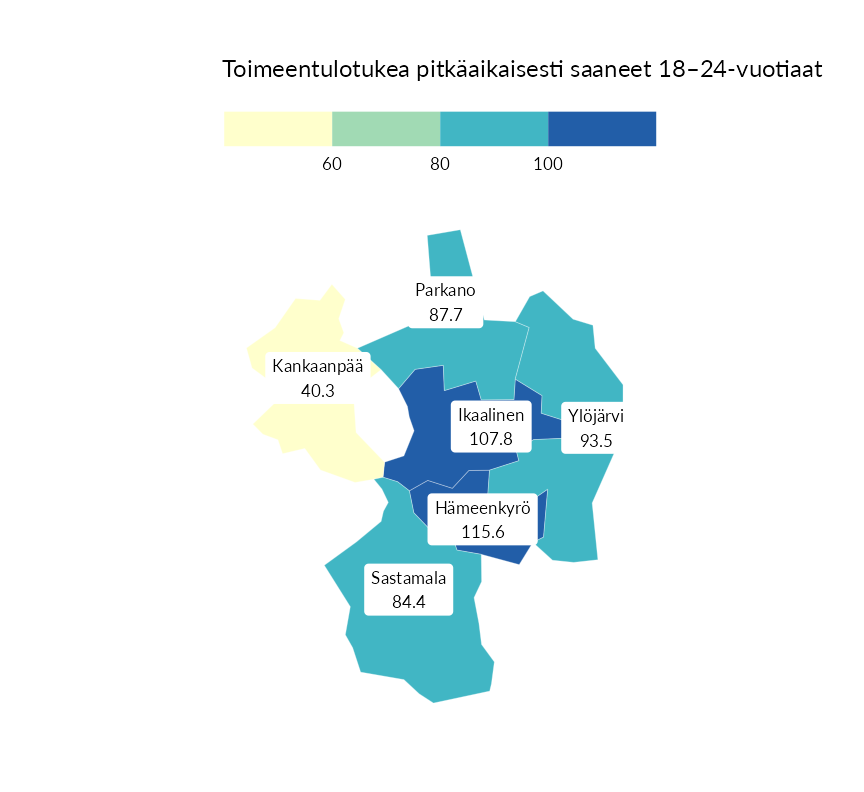 Toimeentulotukea pitkäaikaisesti saaneet 18–24-vuotiaat
60 80 100
Parkano
87.7
Kankaanpää
40.3
Ikaalinen
107.8
Ylöjärvi
93.5
Hämeenkyrö
115.6
Sastamala
84.4